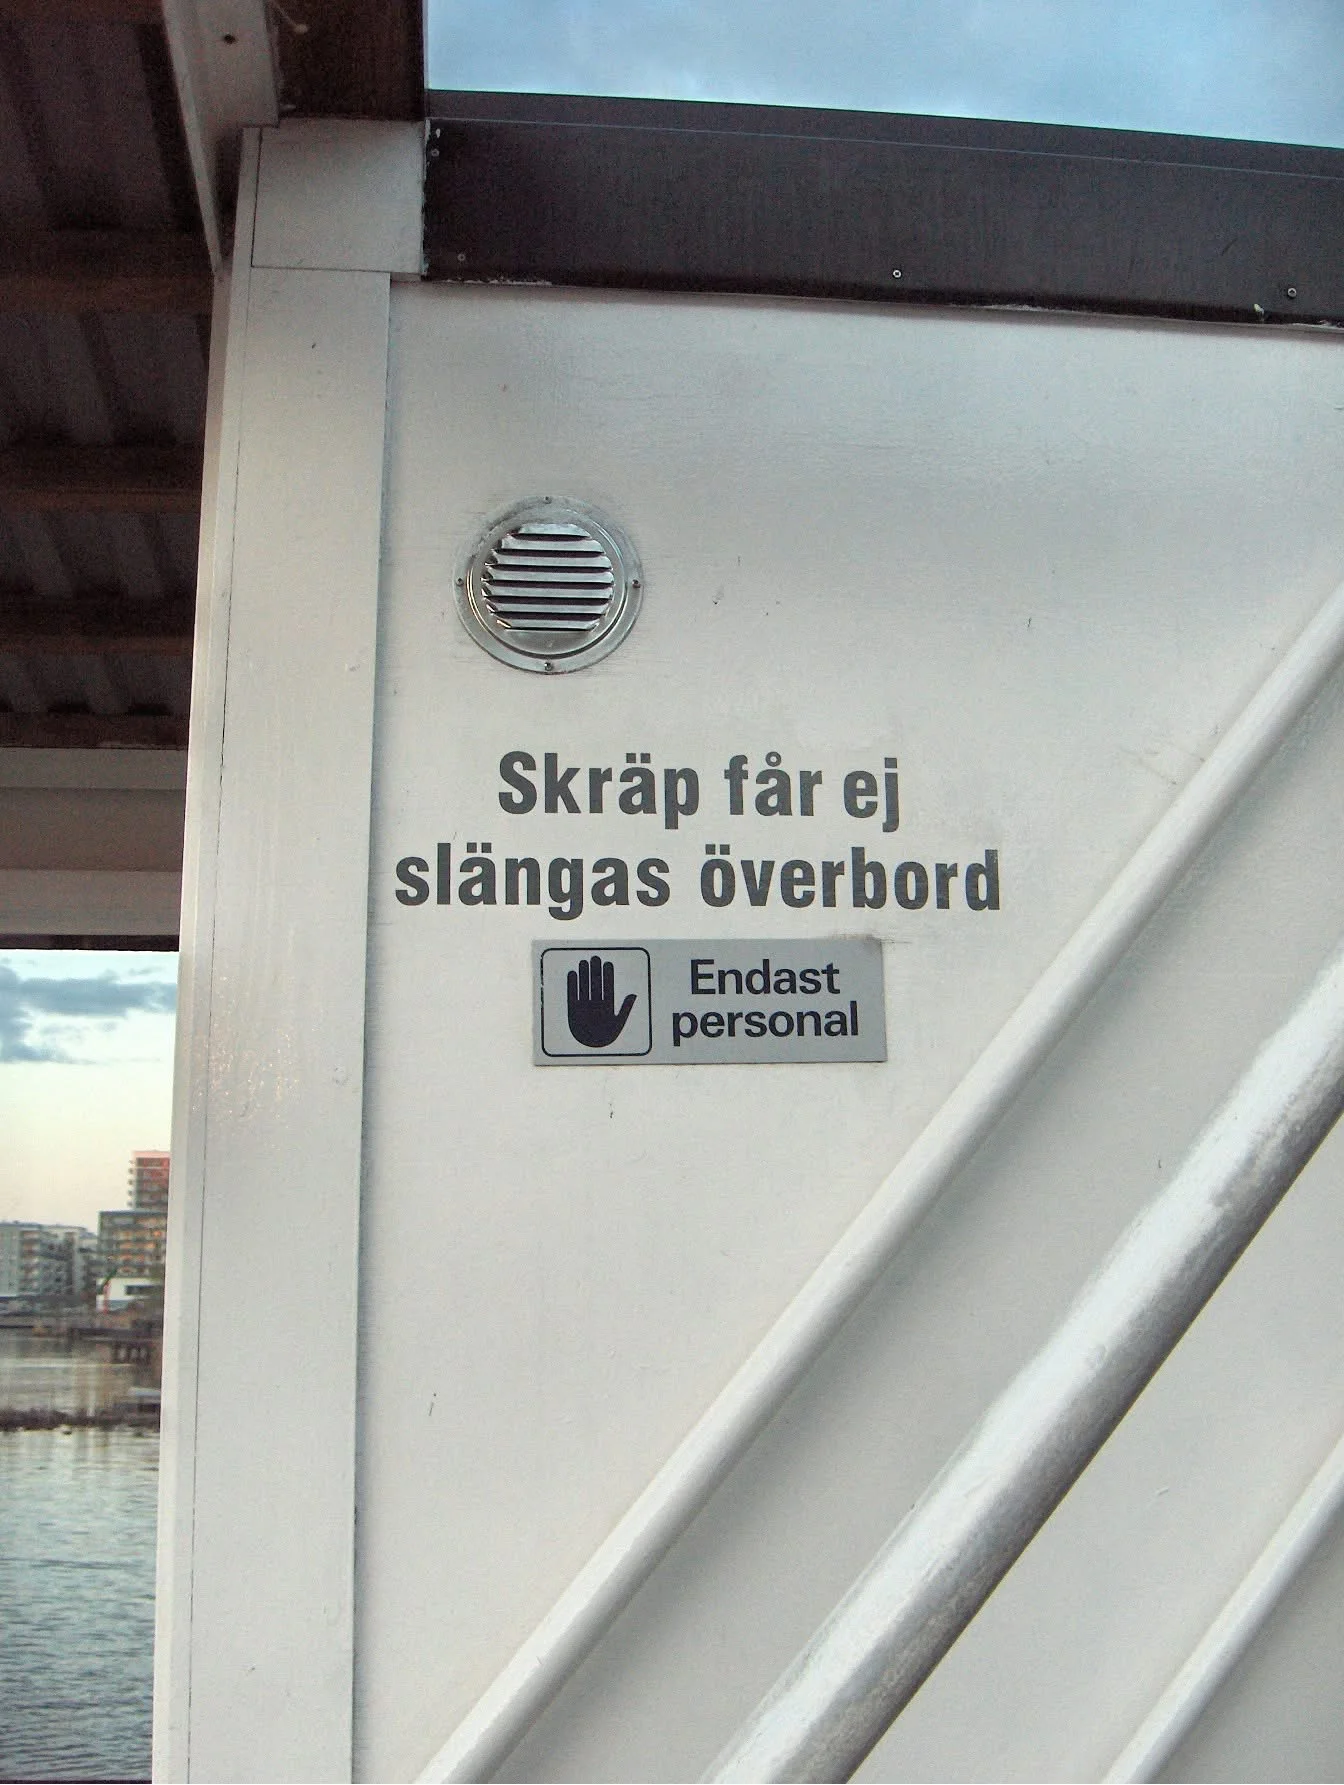 Skräp får ej
slängas överbord
Endast
personal